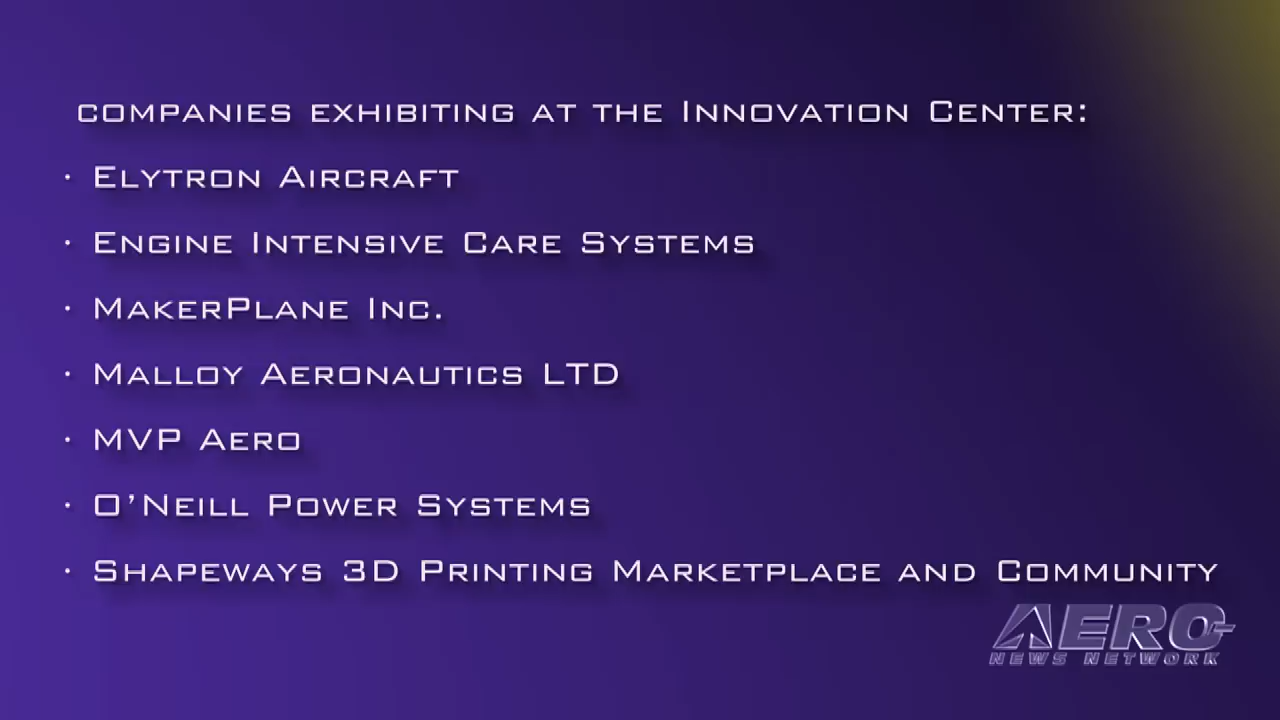 companies exhibiting at the Innovation Center:
· Elytron Aircraft
· Engine Intensive Care Systems
· MakerPlane Inc.
· Malloy Aeronautics LTD
· MVP Aero
· O’Neill Power Systems
· Shapeways 3D Printing Marketplace and Community
AERO
NEWS NETWORK